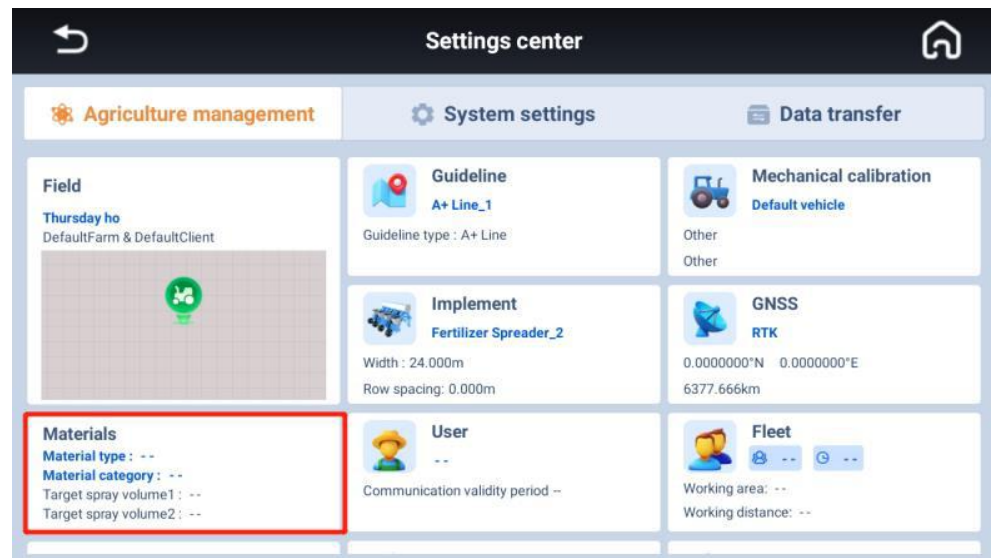 Settings center
Agriculture management
System settings
Data transfer
Field
Thursday ho
DefaultFarm & DefaultClient
Guideline
A+ Line_1
Guideline type : A+ Line
Mechanical calibration
Default vehicle
Other
Other
Implement
Fertilizer Spreader_2
Width : 24.000m
Row spacing: 0.000m
GNSS
RTK
0.0000000°N 0.0000000°E
6377.666km
Materials
Material type : --
Material category : --
Target spray volume1 : --
Target spray volume2 : --
User
--
Communication validity period --
Fleet
-- --
Working area: --
Working distance: --